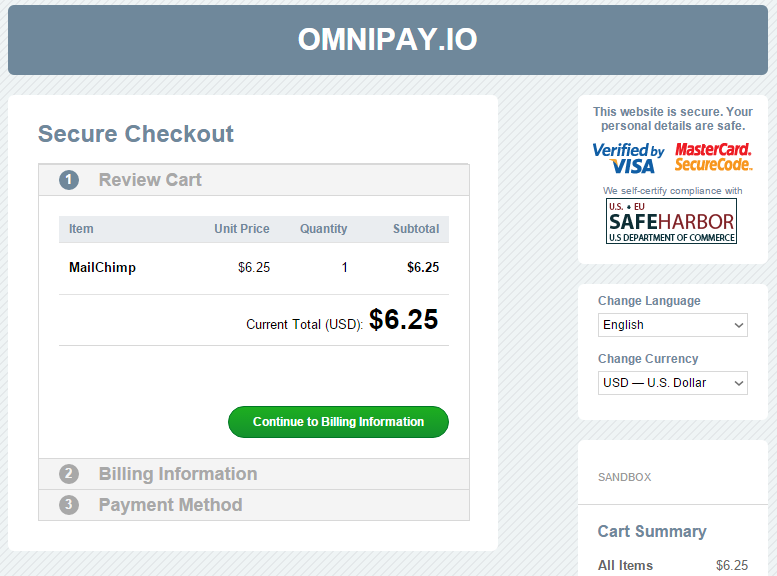 OMNIPAY.IO
Secure Checkout
1 Review Cart
Item Unit Price Quantity Subtotal
MailChimp $6.25 1 $6.25
Current Total (USD): $6.25
Continue to Billing Information
2 Billing Information
3 Payment Method
This website is secure. Your
personal details are safe.
Verified by MasterCard.
VISA SecureCode™
We self-certify compliance with
U.S. ♦ EU
SAFEHARBOR
U.S DEPARTMENT OF COMMERCE
Change Language
English
Change Currency
USD — U.S. Dollar
SANDBOX
Cart Summary
All Items $6.25